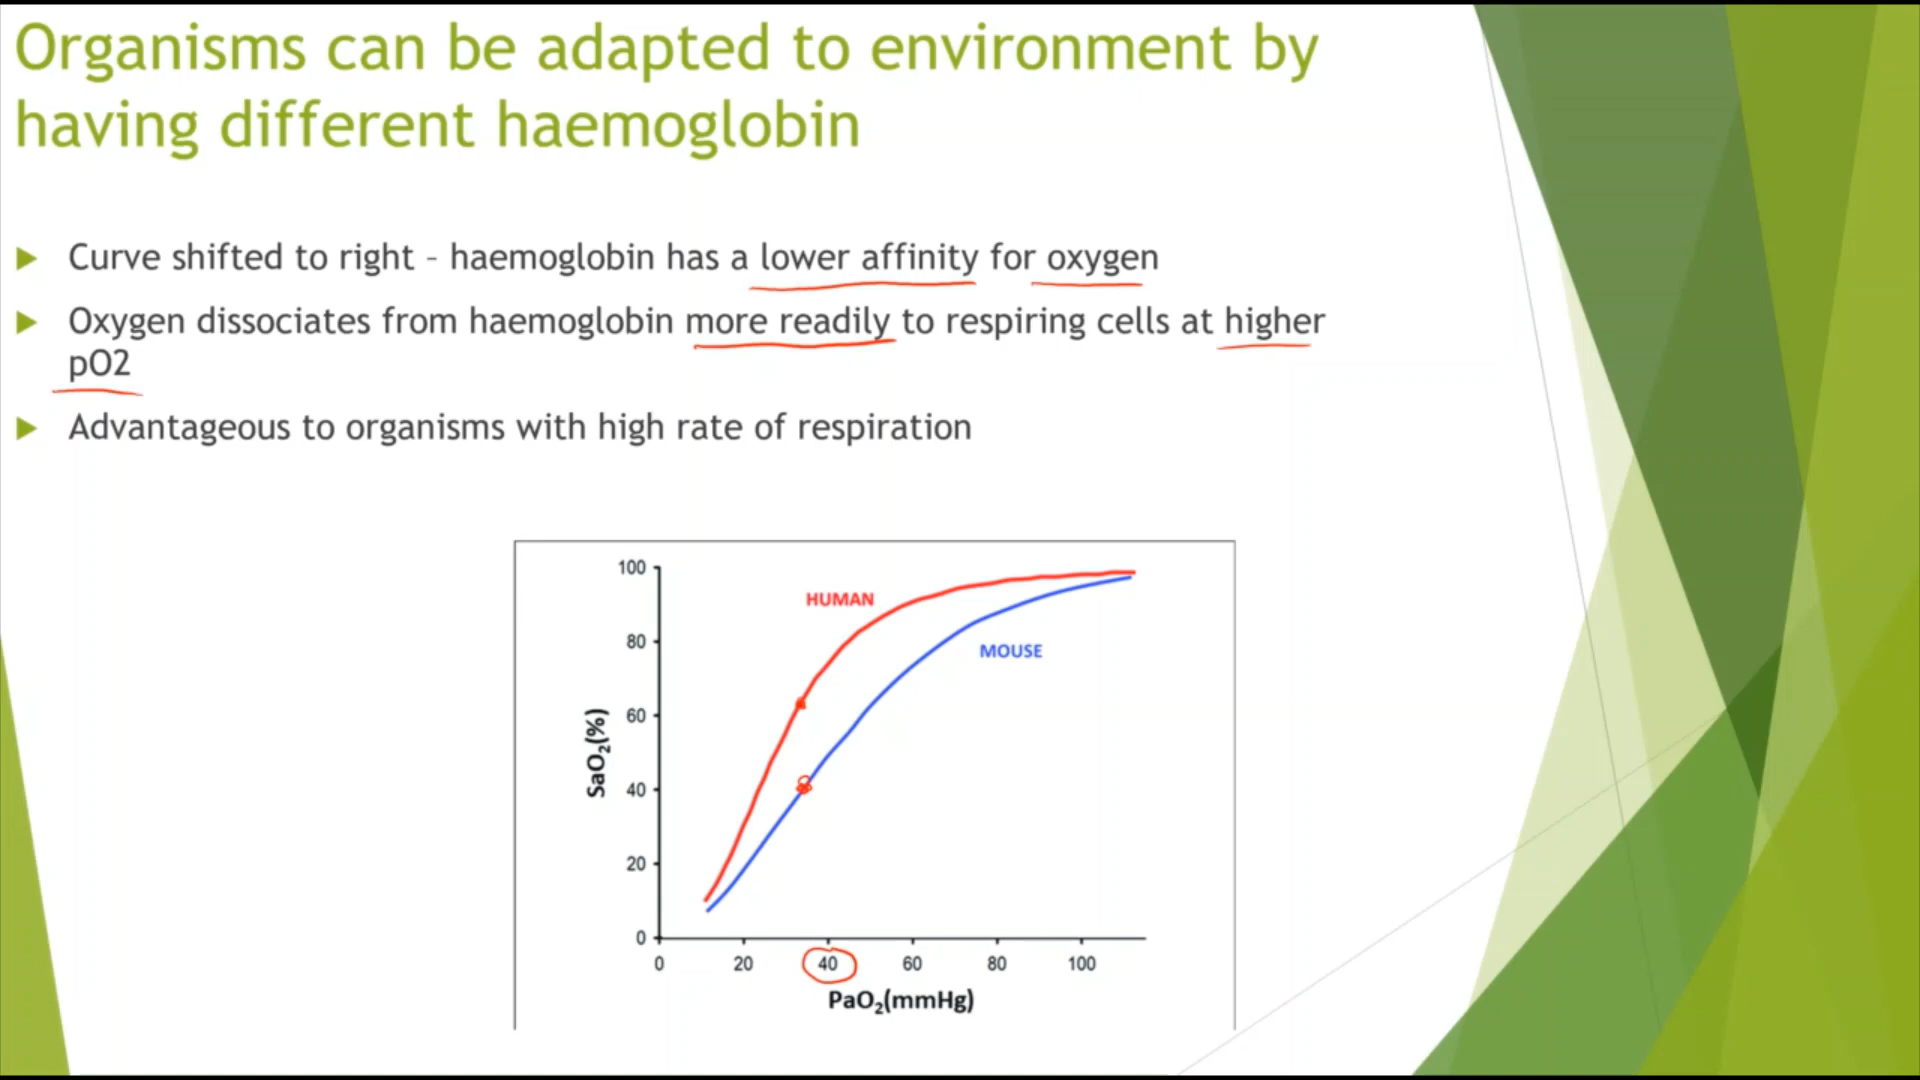 Organisms can be adapted to environment by
having different haemoglobin
Curve shifted to right – haemoglobin has a lower affinity for oxygen
Oxygen dissociates from haemoglobin more readily to respiring cells at higher
pO2
Advantageous to organisms with high rate of respiration
100
HUMAN
80
MOUSE
60
SaO₂(%)
40
20
0
0 20 40 60 80 100
PaO₂(mmHg)